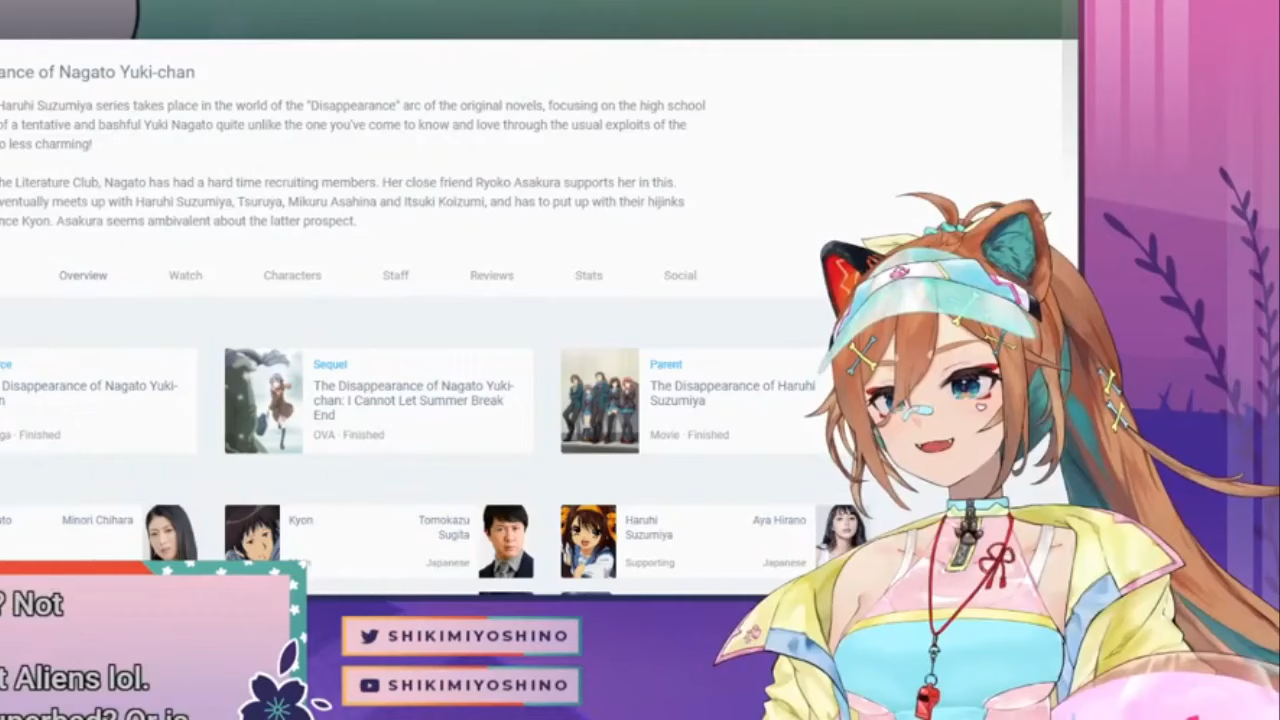 ance of Nagato Yuki-chan
Haruhi Suzumiya series takes place in the world of the "Disappearance" arc of the original novels, focusing on the high school
of a tentative and bashful Yuki Nagato quite unlike the one you've come to know and love through the usual exploits of the
o less charming!
he Literature Club, Nagato has had a hard time recruiting members. Her close friend Ryoko Asakura supports her in this.
ventually meets up with Haruhi Suzumiya, Tsuruya, Mikuru Asahina and Itsuki Koizumi, and has to put up with their hijinks
nce Kyon. Asakura seems ambivalent about the latter prospect.
Overview Watch Characters Staff Reviews Stats Social
rce
Disappearance of Nagato Yuki-
n
ga · Finished
Sequel
The Disappearance of Nagato Yuki-
chan: I Cannot Let Summer Break
End
OVA · Finished
Parent
The Disappearance of Haruhi
Suzumiya
Movie · Finished
to
Minori Chihara
Kyon
Tomokazu
Sugita
Japanese
Haruhi
Suzumiya
Supporting
Aya Hirano
Japanese
? Not
t Aliens lol.
SHIKIMIYOSHINO
SHIKIMIYOSHINO